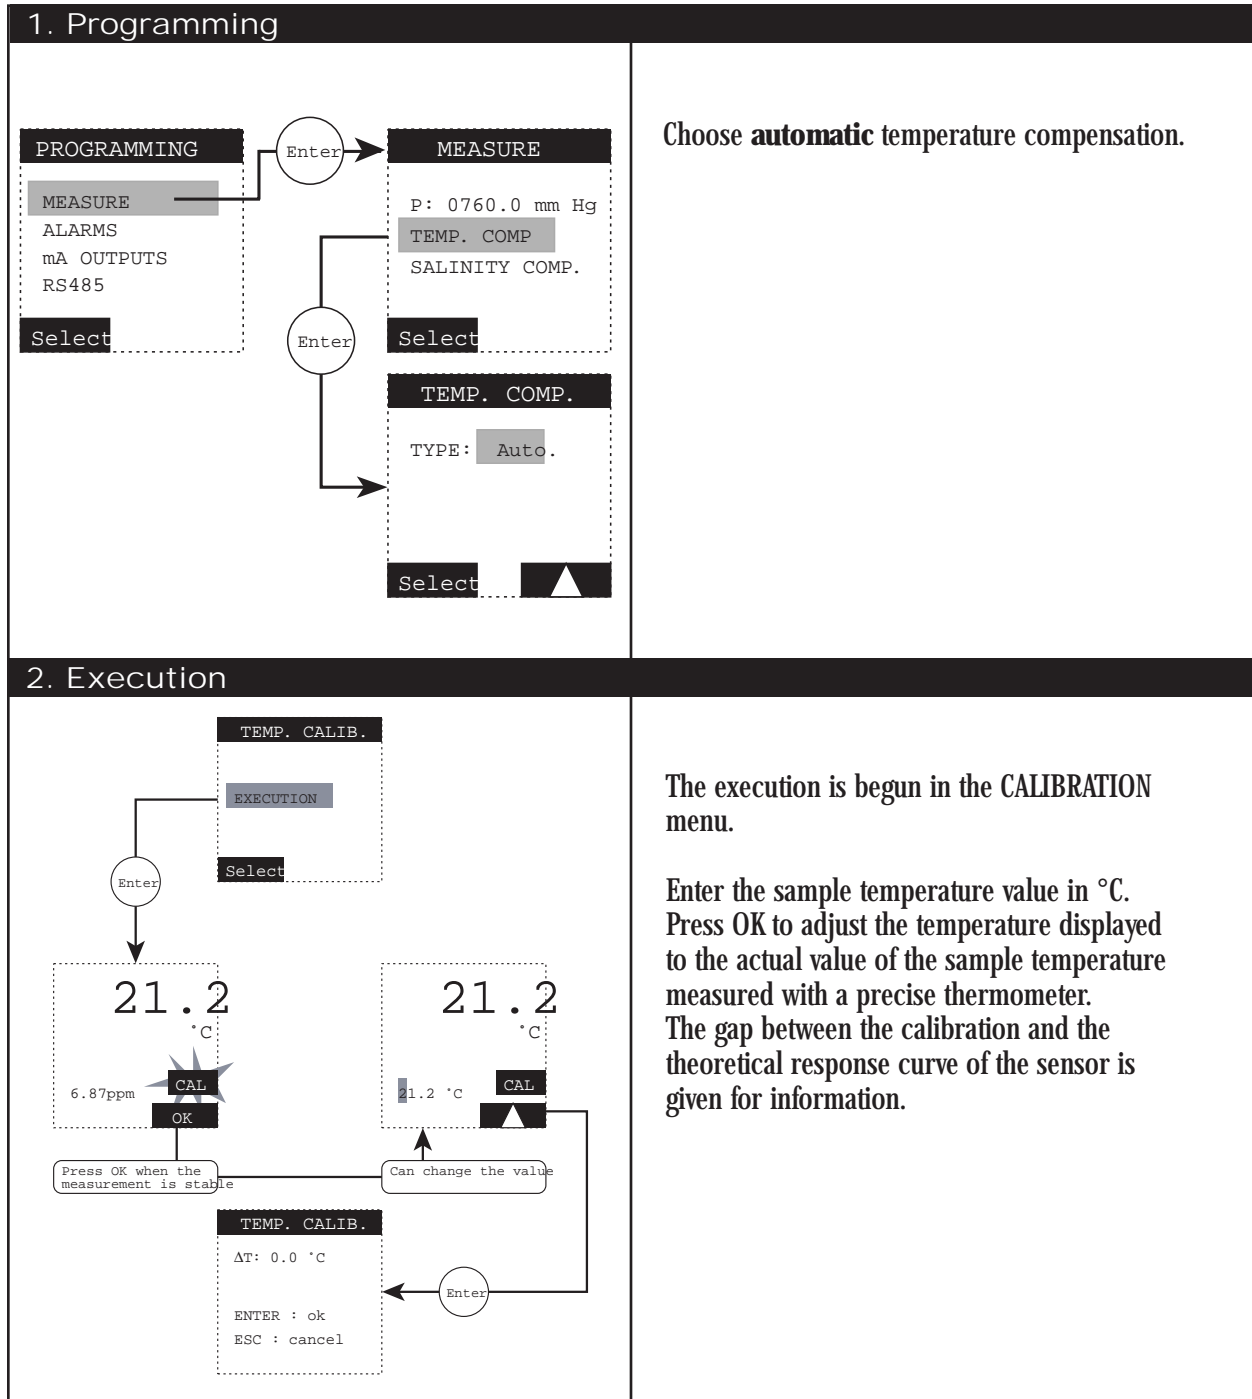 1. Programming
PROGRAMMING
MEASURE
ALARMS
mA OUTPUTS
RS485
Select
Enter
MEASURE
P: 0760.0 mm Hg
TEMP. COMP
SALINITY COMP.
Select
Enter
TEMP. COMP.
TYPE: Auto.
Select
Choose automatic temperature compensation.
2. Execution
TEMP. CALIB.
EXECUTION
Select
Enter
21.2
°C
6.87ppm
CAL
OK
Press OK when the
measurement is stable
21.2
°C
21.2 °C
CAL
Can change the value
Enter
TEMP. CALIB.
ΔT: 0.0 °C
ENTER : ok
ESC : cancel
The execution is begun in the CALIBRATION
menu.
Enter the sample temperature value in °C.
Press OK to adjust the temperature displayed
to the actual value of the sample temperature
measured with a precise thermometer.
The gap between the calibration and the
theoretical response curve of the sensor is
given for information.